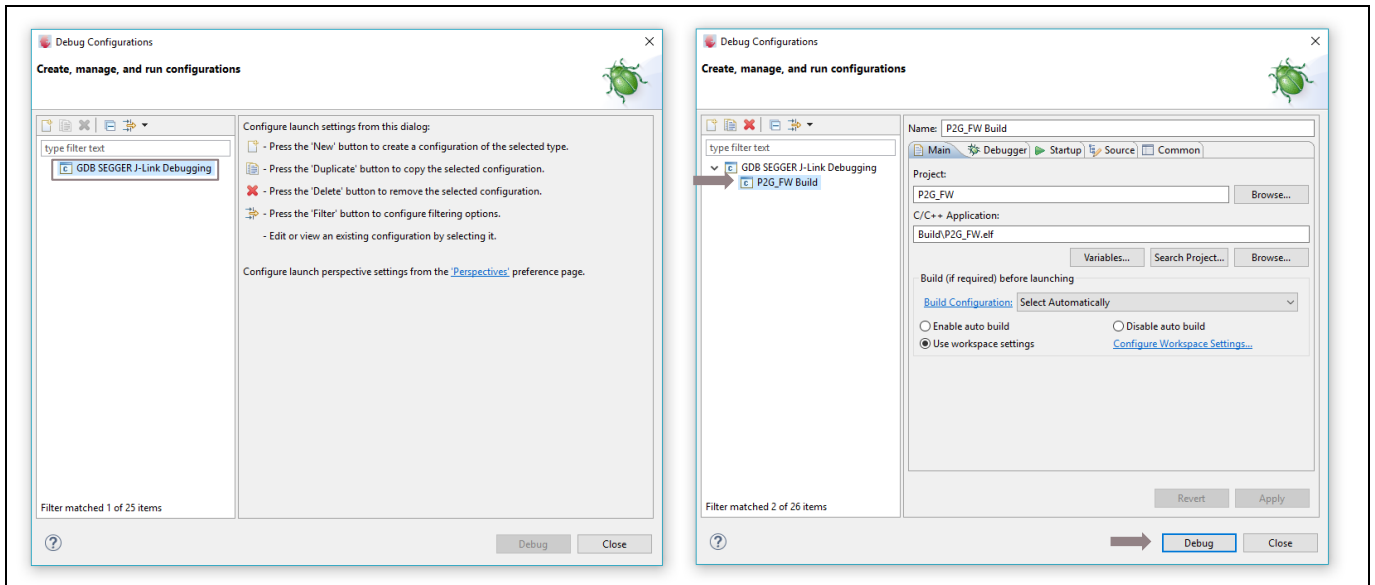 Debug Configurations
Create, manage, and run configurations
type filter text
GDB SEGGER J-Link Debugging
Configure launch settings from this dialog:
- Press the 'New' button to create a configuration of the selected type.
- Press the 'Duplicate' button to copy the selected configuration.
- Press the 'Delete' button to remove the selected configuration.
- Press the 'Filter' button to configure filtering options.
- Edit or view an existing configuration by selecting it.
Configure launch perspective settings from the 'Perspectives' preference page.
Filter matched 1 of 25 items
Debug
Close
Debug Configurations
Create, manage, and run configurations
type filter text
GDB SEGGER J-Link Debugging
P2G_FW Build
Name: P2G_FW Build
Main Debugger Startup Source Common
Project:
P2G_FW
Browse...
C/C++ Application:
Build\P2G_FW.elf
Variables... Search Project... Browse...
Build (if required) before launching
Build Configuration: Select Automatically
Enable auto build Disable auto build
Use workspace settings Configure Workspace Settings...
Revert Apply
Filter matched 2 of 26 items
Debug Close